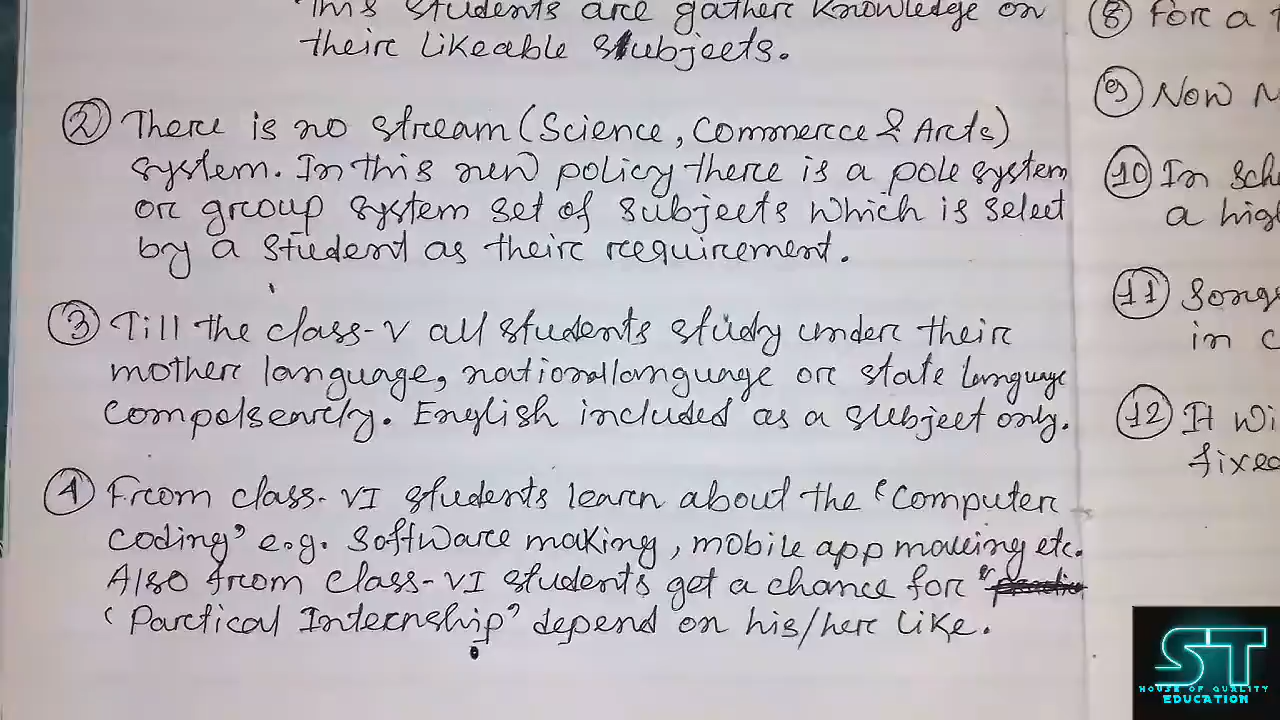 This students are gather knowledge on
their likeable subjects.
② There is no stream (Science, Commerce & Arts)
system. In this new policy there is a pole system
or group system set of subjects which is select
by a student as their requirement.
③ Till the class-V all students study under their
mother language, national language or state language
Compolsearly. English included as a subject only.
④ From class-VI students learn about the 'Computer
Coding' e.g. Software making, mobile app making etc.
Also from class-VI students get a chance for "
'Partical Internship' depend on his/her like.
⑧ For a
⑨ Now
⑩ In Sch
a hig
⑪ Songs
in
⑫ It wi
fixed
ST
HOUSE OF QUALITY
EDUCATION